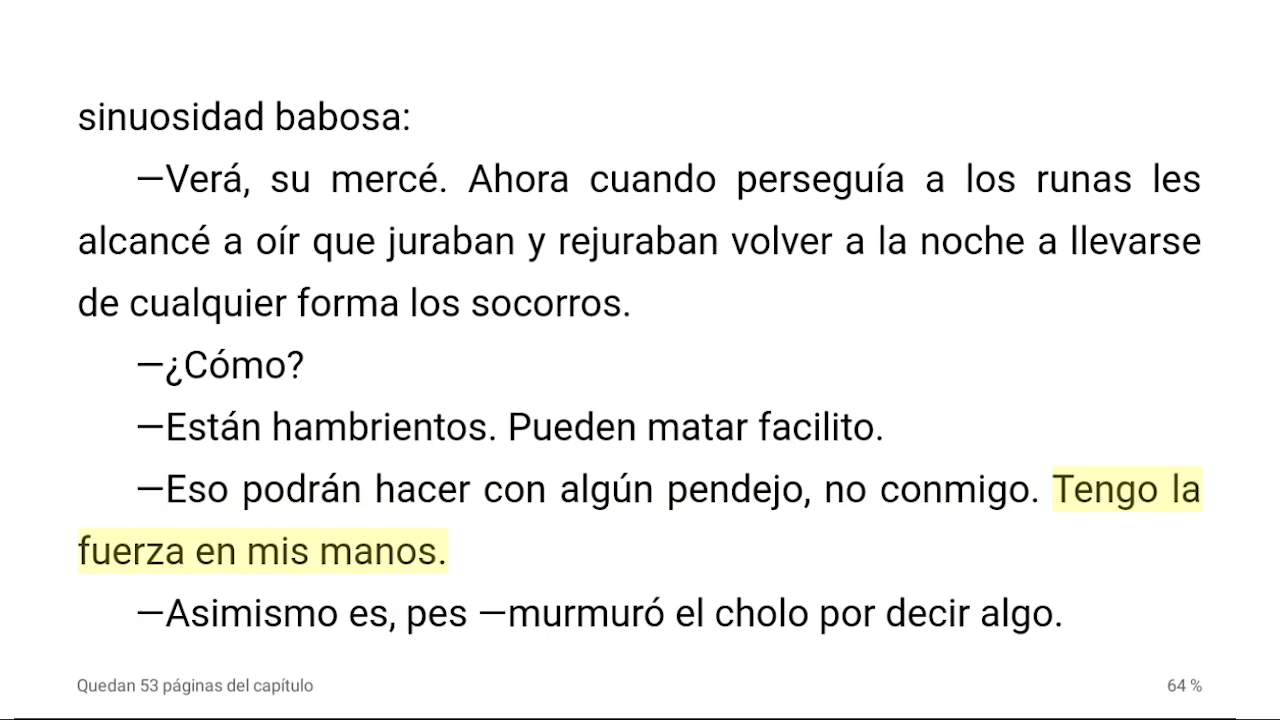 sinuosidad babosa:
—Verá, su mercé. Ahora cuando perseguía a los runas les
alcancé a oír que juraban y rejuraban volver a la noche a llevarse
de cualquier forma los socorros.
—¿Cómo?
—Están hambrientos. Pueden matar facilito.
—Eso podrán hacer con algún pendejo, no conmigo. Tengo la
fuerza en mis manos.
—Asimismo es, pes —murmuró el cholo por decir algo.
Quedan 53 páginas del capítulo
64 %